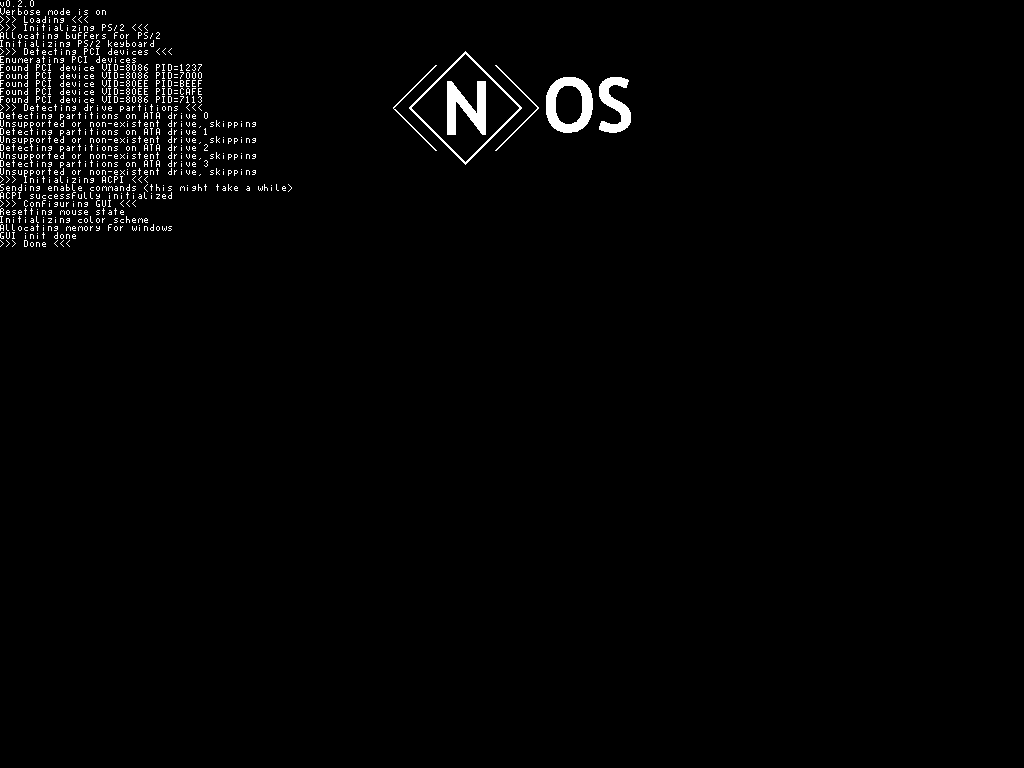 v0.2.0
Verbose mode is on
>>> Loading <<<
>>> Initializing PS/2 <<<
Allocating buffers for PS/2
Initializing PS/2 keyboard
>>> Detecting PCI devices <<<
Enumerating PCI devices
Found PCI device VID=8086 PID=1237
Found PCI device VID=8086 PID=7000
Found PCI device VID=80EE PID=BEEF
Found PCI device VID=80EE PID=CAFE
Found PCI device VID=8086 PID=7113
>>> Detecting drive partitions <<<
Detecting partitions on ATA drive 0
Unsupported or non-existent drive, skipping
Detecting partitions on ATA drive 1
Unsupported or non-existent drive, skipping
Detecting partitions on ATA drive 2
Unsupported or non-existent drive, skipping
Detecting partitions on ATA drive 3
Unsupported or non-existent drive, skipping
>>> Initializing ACPI <<<
Sending enable commands (this might take a while)
ACPI successfully initialized
>>> Configuring GUI <<<
Resetting mouse state
Initializing color scheme
Allocating memory for windows
GUI init done
>>> Done <<<
N OS